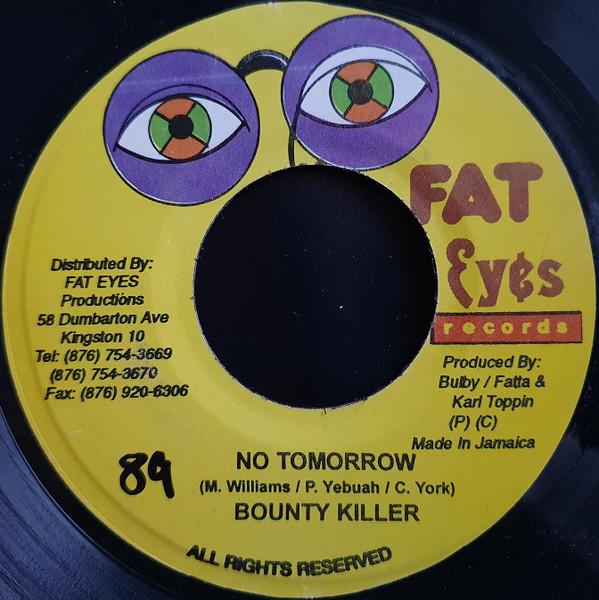 FAT
Eyes
records
Distributed By:
FAT EYES
Productions
58 Dumbarton Ave
Kingston 10
Tel: (876) 754-3669
(876) 754-3670
Fax: (876) 920-6306
Produced By:
Bulby / Fatta &
Karl Toppin
(P) (C)
Made In Jamaica
89
NO TOMORROW
(M. Williams / P. Yebuah / C. York)
BOUNTY KILLER
ALL RIGHTS RESERVED